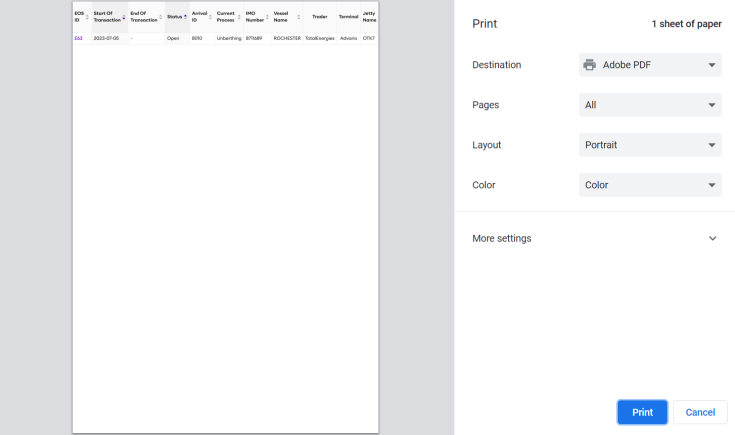 EOS ID
Start Of Transaction
End Of Transaction
Status
Arrival ID
Current Process
IMO Number
Vessel Name
Trader
Terminal
Jetty Name
E63 2023-07-05 - Open 8010 Unberthing 9711689 ROCHESTER TotalEnergies Advario OTK7
Print 1 sheet of paper
Destination Adobe PDF
Pages All
Layout Portrait
Color Color
More settings
Print Cancel